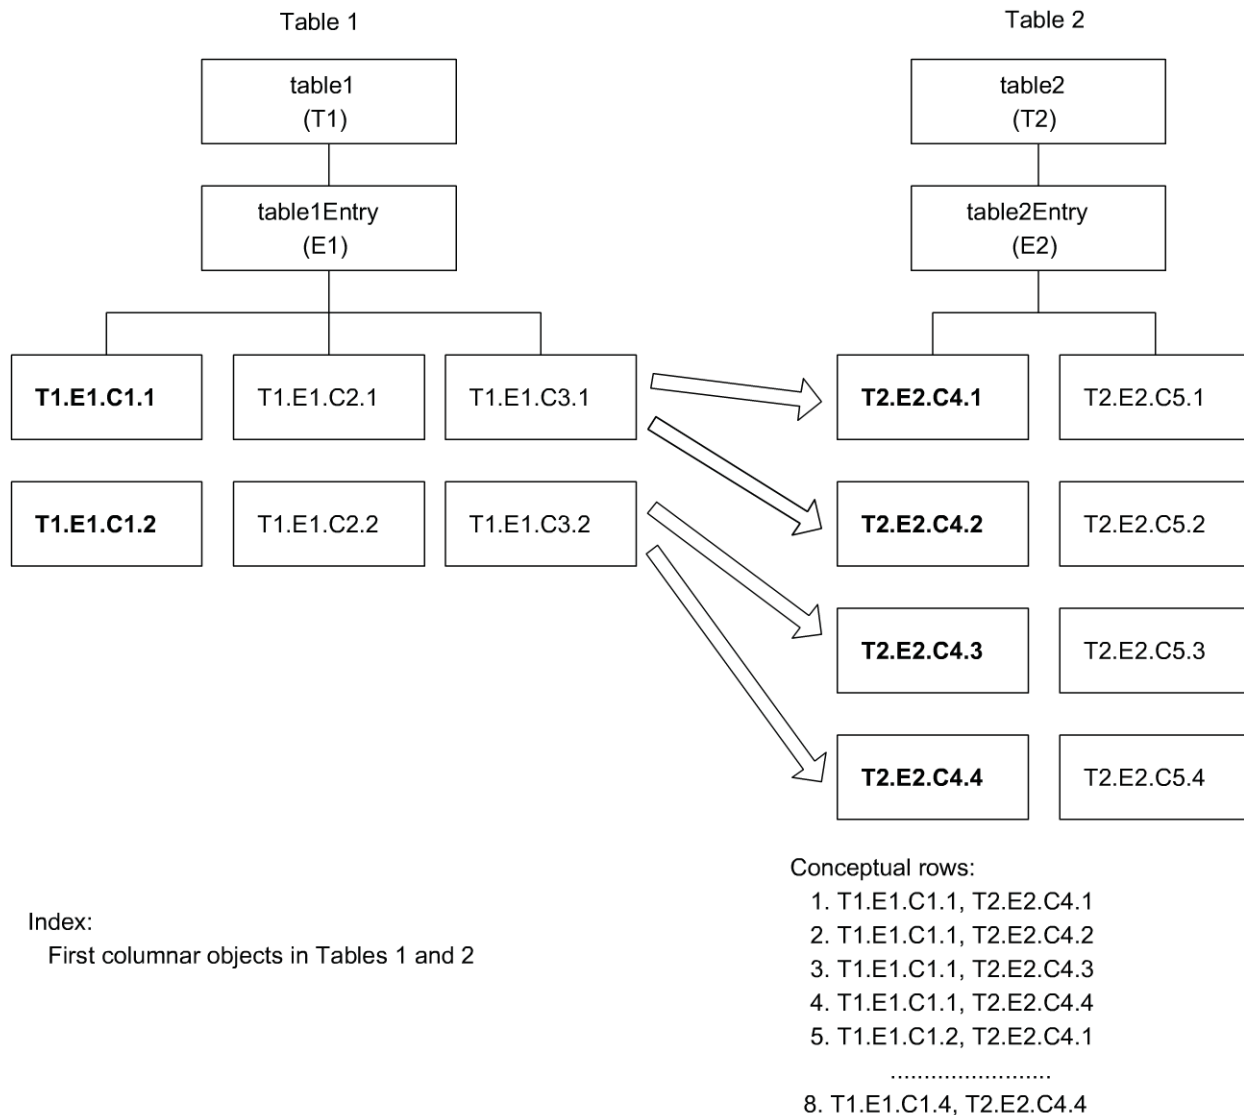 Table 1
Table 2
table1
(T1)
table2
(T2)
table1Entry
(E1)
table2Entry
(E2)
T1.E1.C1.1
T1.E1.C2.1
T1.E1.C3.1
T2.E2.C4.1
T2.E2.C5.1
T1.E1.C1.2
T1.E1.C2.2
T1.E1.C3.2
T2.E2.C4.2
T2.E2.C5.2
T2.E2.C4.3
T2.E2.C5.3
T2.E2.C4.4
T2.E2.C5.4
Index:
First columnar objects in Tables 1 and 2
Conceptual rows:
1. T1.E1.C1.1, T2.E2.C4.1
2. T1.E1.C1.1, T2.E2.C4.2
3. T1.E1.C1.1, T2.E2.C4.3
4. T1.E1.C1.1, T2.E2.C4.4
5. T1.E1.C1.2, T2.E2.C4.1
........................
8. T1.E1.C1.4, T2.E2.C4.4